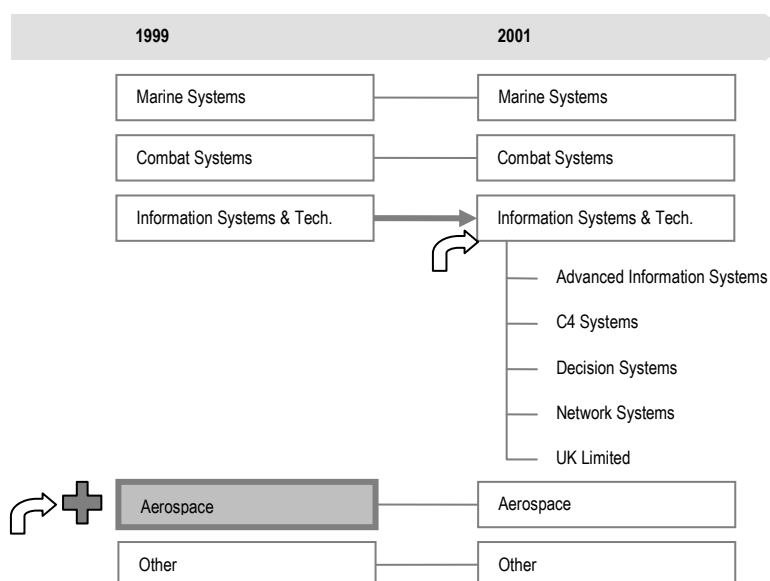 1999 2001
Marine Systems Marine Systems
Combat Systems Combat Systems
Information Systems & Tech. Information Systems & Tech.
Advanced Information Systems
C4 Systems
Decision Systems
Network Systems
UK Limited
Aerospace Aerospace
Other Other